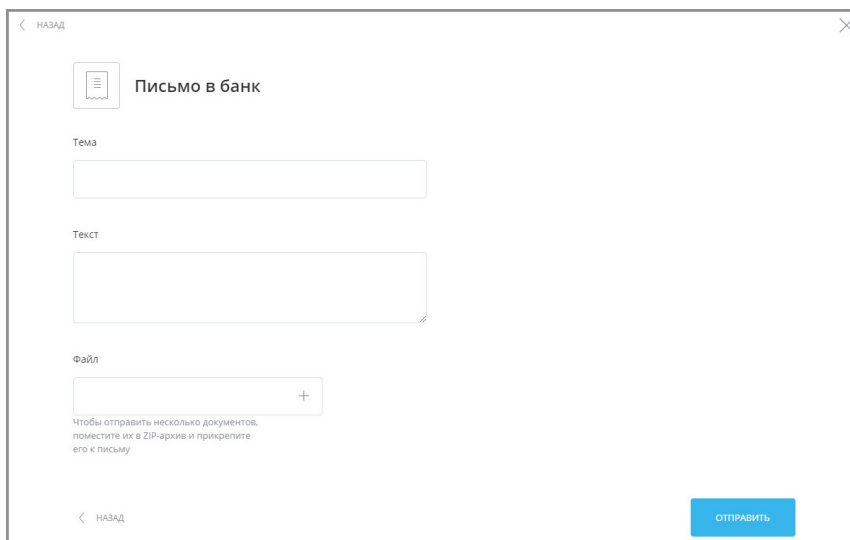 НАЗАД
Письмо в банк
Тема
Текст
Файл
Чтобы отправить несколько документов,
поместите их в ZIP-архив и прикрепите
его к письму
НАЗАД
ОТПРАВИТЬ